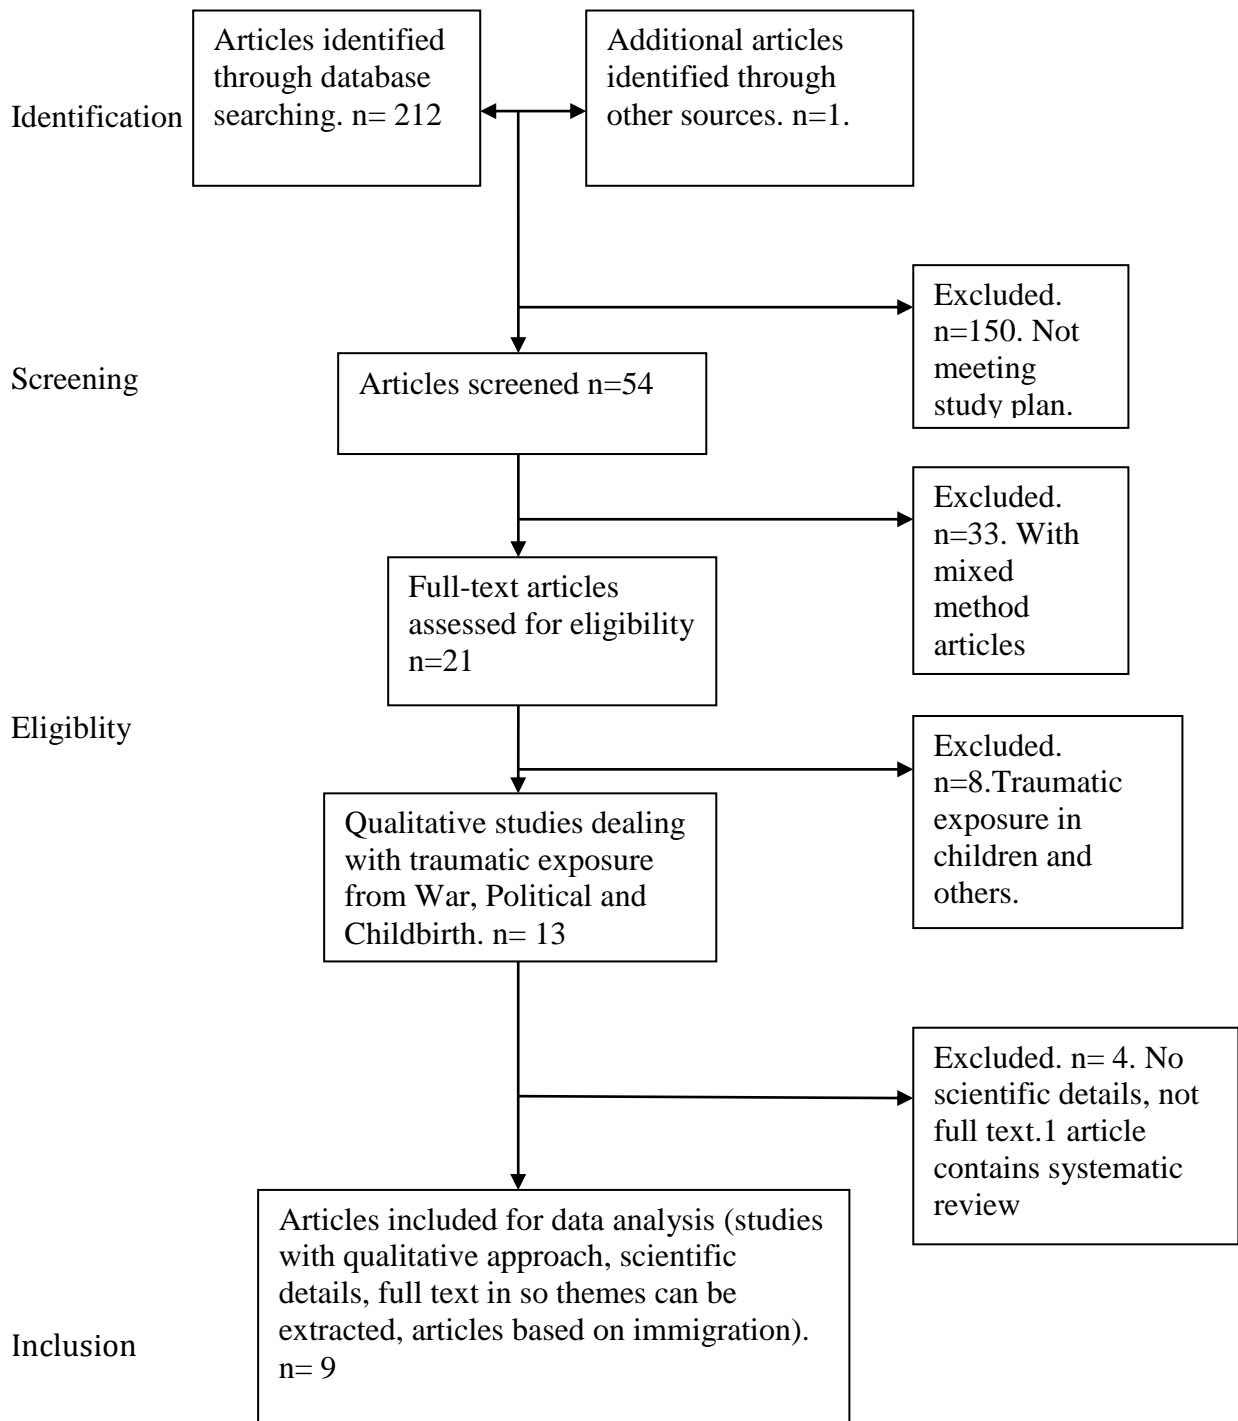 Articles identified
through database
searching. n= 212
Additional articles
identified through
other sources. n=1.
Identification
Excluded.
n=150. Not
meeting
study plan.
Screening
Articles screened n=54
Excluded.
n=33. With
mixed
method
articles
Full-text articles
assessed for eligibility
n=21
Eligiblity
Excluded.
n=8.Traumatic
exposure in
children and
others.
Qualitative studies dealing
with traumatic exposure
from War, Political and
Childbirth. n= 13
Excluded. n= 4. No
scientific details, not
full text.1 article
contains systematic
review
Articles included for data analysis (studies
with qualitative approach, scientific
details, full text in so themes can be
extracted, articles based on immigration).
n= 9
Inclusion